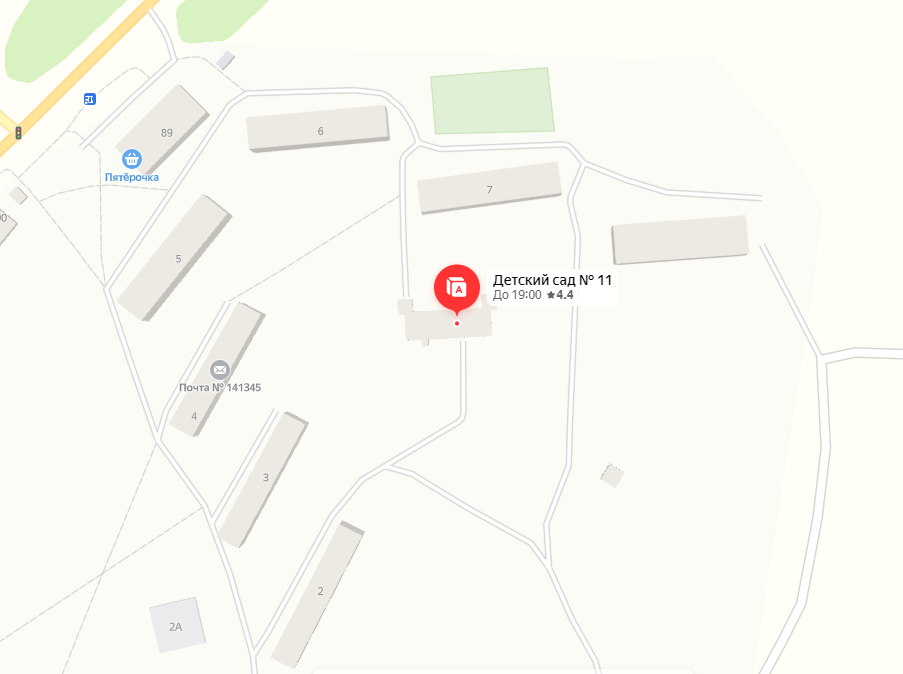 89
6
Пятёрочка
7
5
Детский сад № 11
До 19:00 ★4.4
Почта № 141345
4
3
2
2А